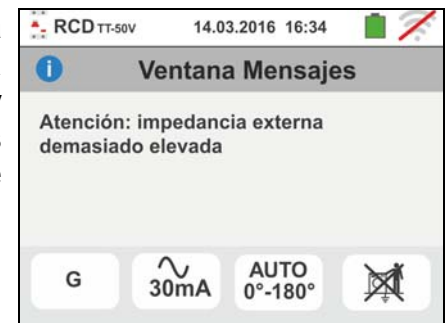 RCD TT-50V 14.03.2016 16:34
Ventana Mensajes
Atención: impedancia externa
demasiado elevada
G 30mA AUTO
0°-180°